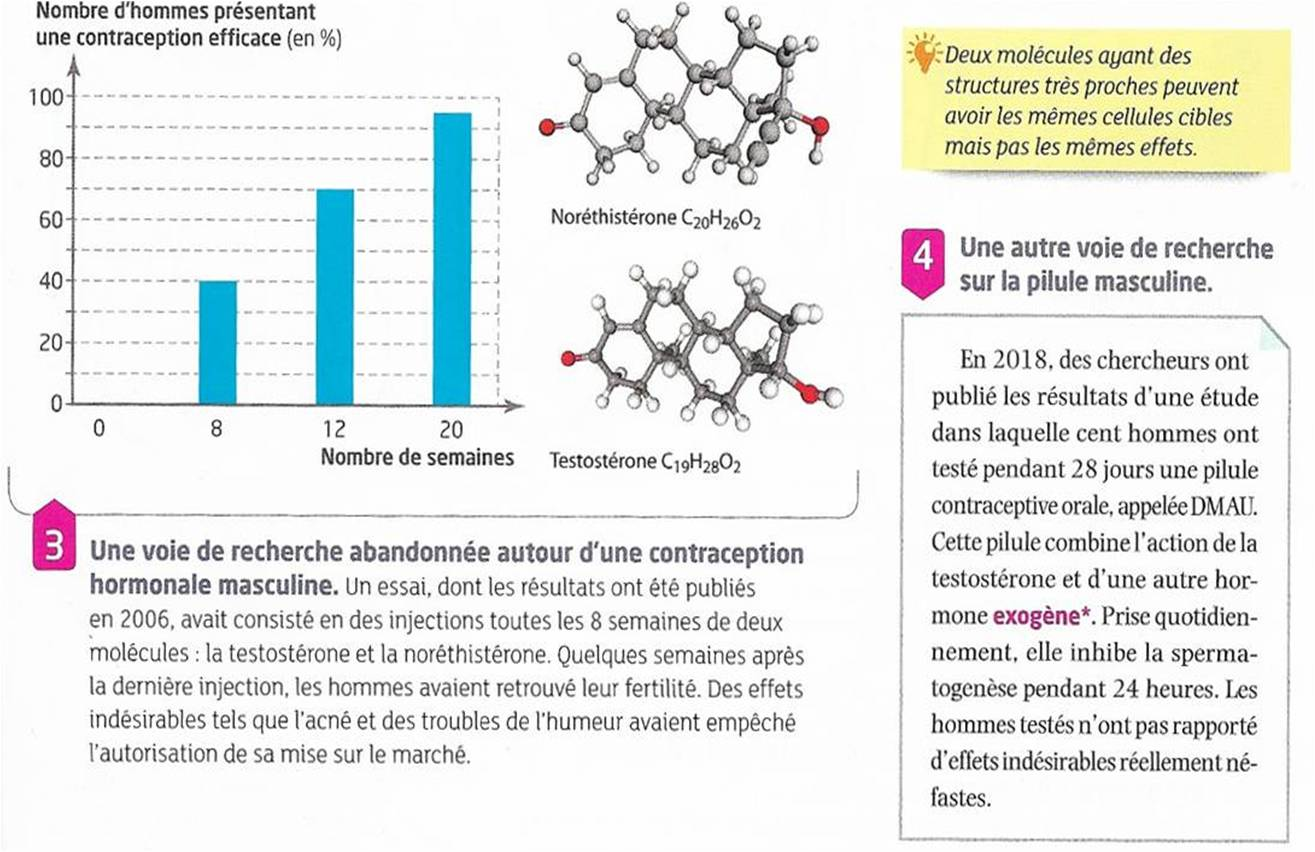 Nombre d'hommes présentant
une contraception efficace (en %)
100
80
60
40
20
0
0 8 12 20
Nombre de semaines
Noréthistérone C₂₀H₂₆O₂
Testostérone C₁₉H₂₈O₂
3
Une voie de recherche abandonnée autour d'une contraception
hormonale masculine. Un essai, dont les résultats ont été publiés
en 2006, avait consisté en des injections toutes les 8 semaines de deux
molécules : la testostérone et la noréthistérone. Quelques semaines après
la dernière injection, les hommes avaient retrouvé leur fertilité. Des effets
indésirables tels que l'acné et des troubles de l'humeur avaient empêché
l'autorisation de sa mise sur le marché.
Deux molécules ayant des
structures très proches peuvent
avoir les mêmes cellules cibles
mais pas les mêmes effets.
4
Une autre voie de recherche
sur la pilule masculine.
En 2018, des chercheurs ont
publié les résultats d'une étude
dans laquelle cent hommes ont
testé pendant 28 jours une pilule
contraceptive orale, appelée DMAU.
Cette pilule combine l'action de la
testostérone et d'une autre hor-
mone exogène*. Prise quotidien-
nement, elle inhibe la sperma-
togenèse pendant 24 heures. Les
hommes testés n'ont pas rapporté
d'effets indésirables réellement né-
fastes.